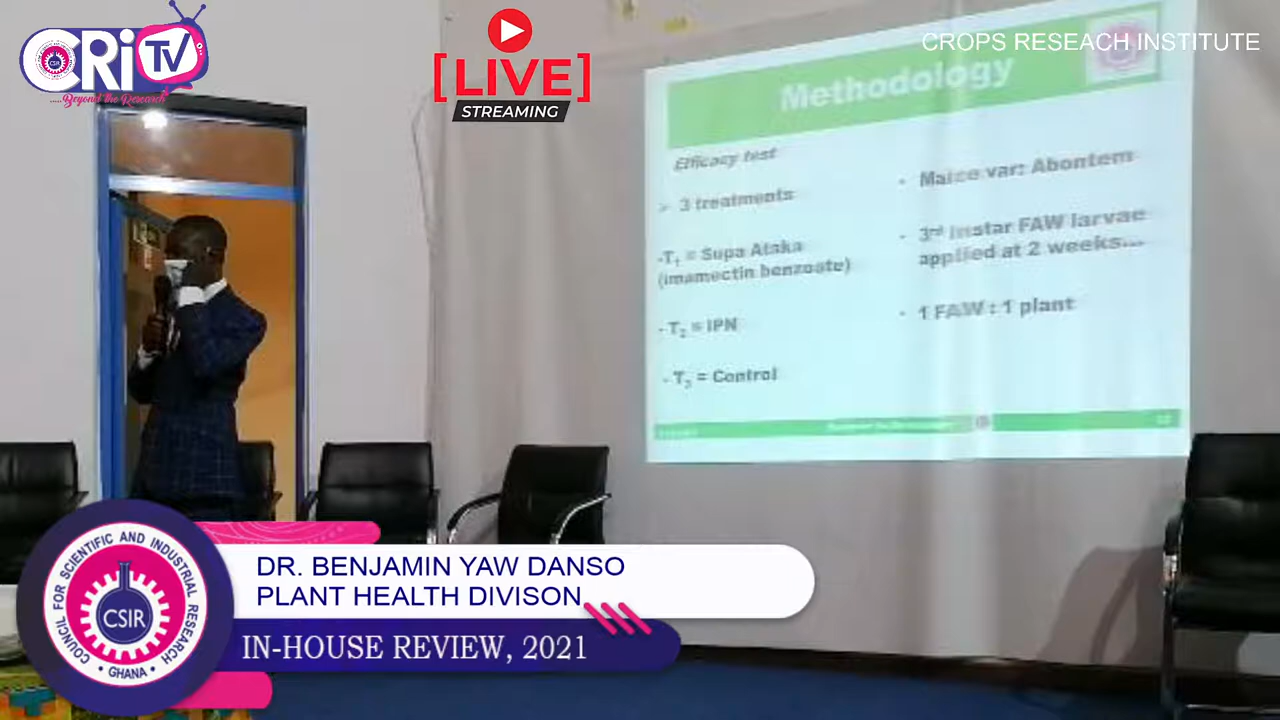 CRi TV
CSIR
.....Beyond the Research
[LIVE]
STREAMING
CROPS RESEACH INSTITUTE
Methodology
Efficacy test
➢ 3 treatments
-T1 = Supa Ataka
(imamectin benzoate)
- T2 = IPN
- T3 = Control
• Maize var: Abontem
• 3rd instar FAW larvae
applied at 2 weeks...
• 1 FAW : 1 plant
COUNCIL FOR SCIENTIFIC AND INDUSTRIAL RESEARCH
CSIR
• GHANA •
DR. BENJAMIN YAW DANSO
PLANT HEALTH DIVISON
IN-HOUSE REVIEW, 2021